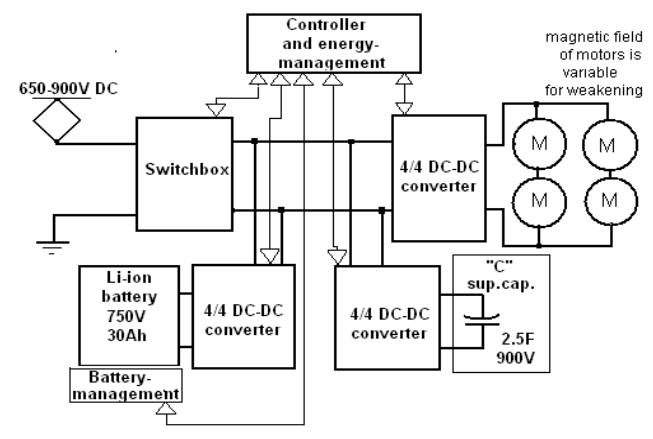 Controller
and energy-
management
magnetic field
of motors is
variable
for weakening
650-900V DC
Switchbox
4/4 DC-DC
converter
M
M
M
M
Li-ion
battery
750V
30Ah
4/4 DC-DC
converter
4/4 DC-DC
converter
"C"
sup.cap.
2.5F
900V
Battery-
management